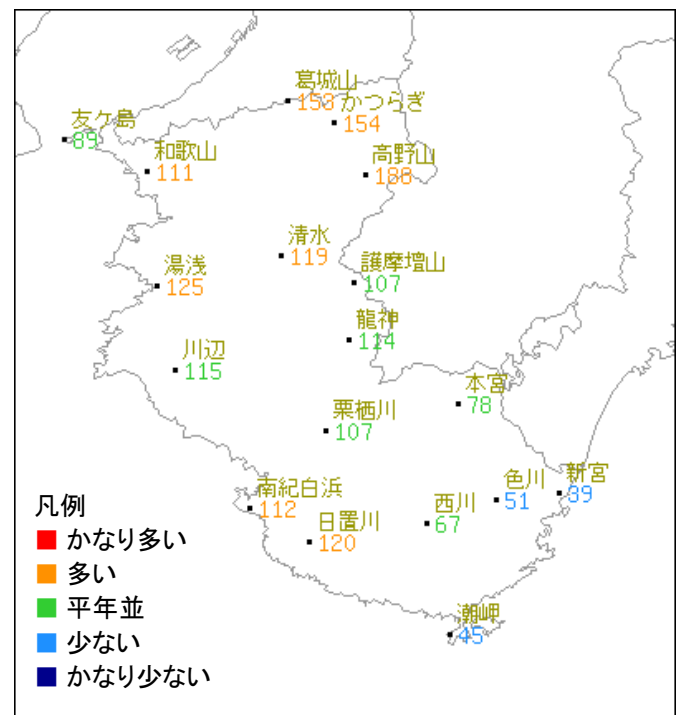 葛城山
153
かつらぎ
154
友ケ島
89
和歌山
111
高野山
188
清水
119
湯浅
125
護摩壇山
107
龍神
114
川辺
115
本宮
78
栗栖川
107
南紀白浜
112
日置川
120
西川
67
色川
51
新宮
39
潮岬
45
凡例
かなり多い
多い
平年並
少ない
かなり少ない